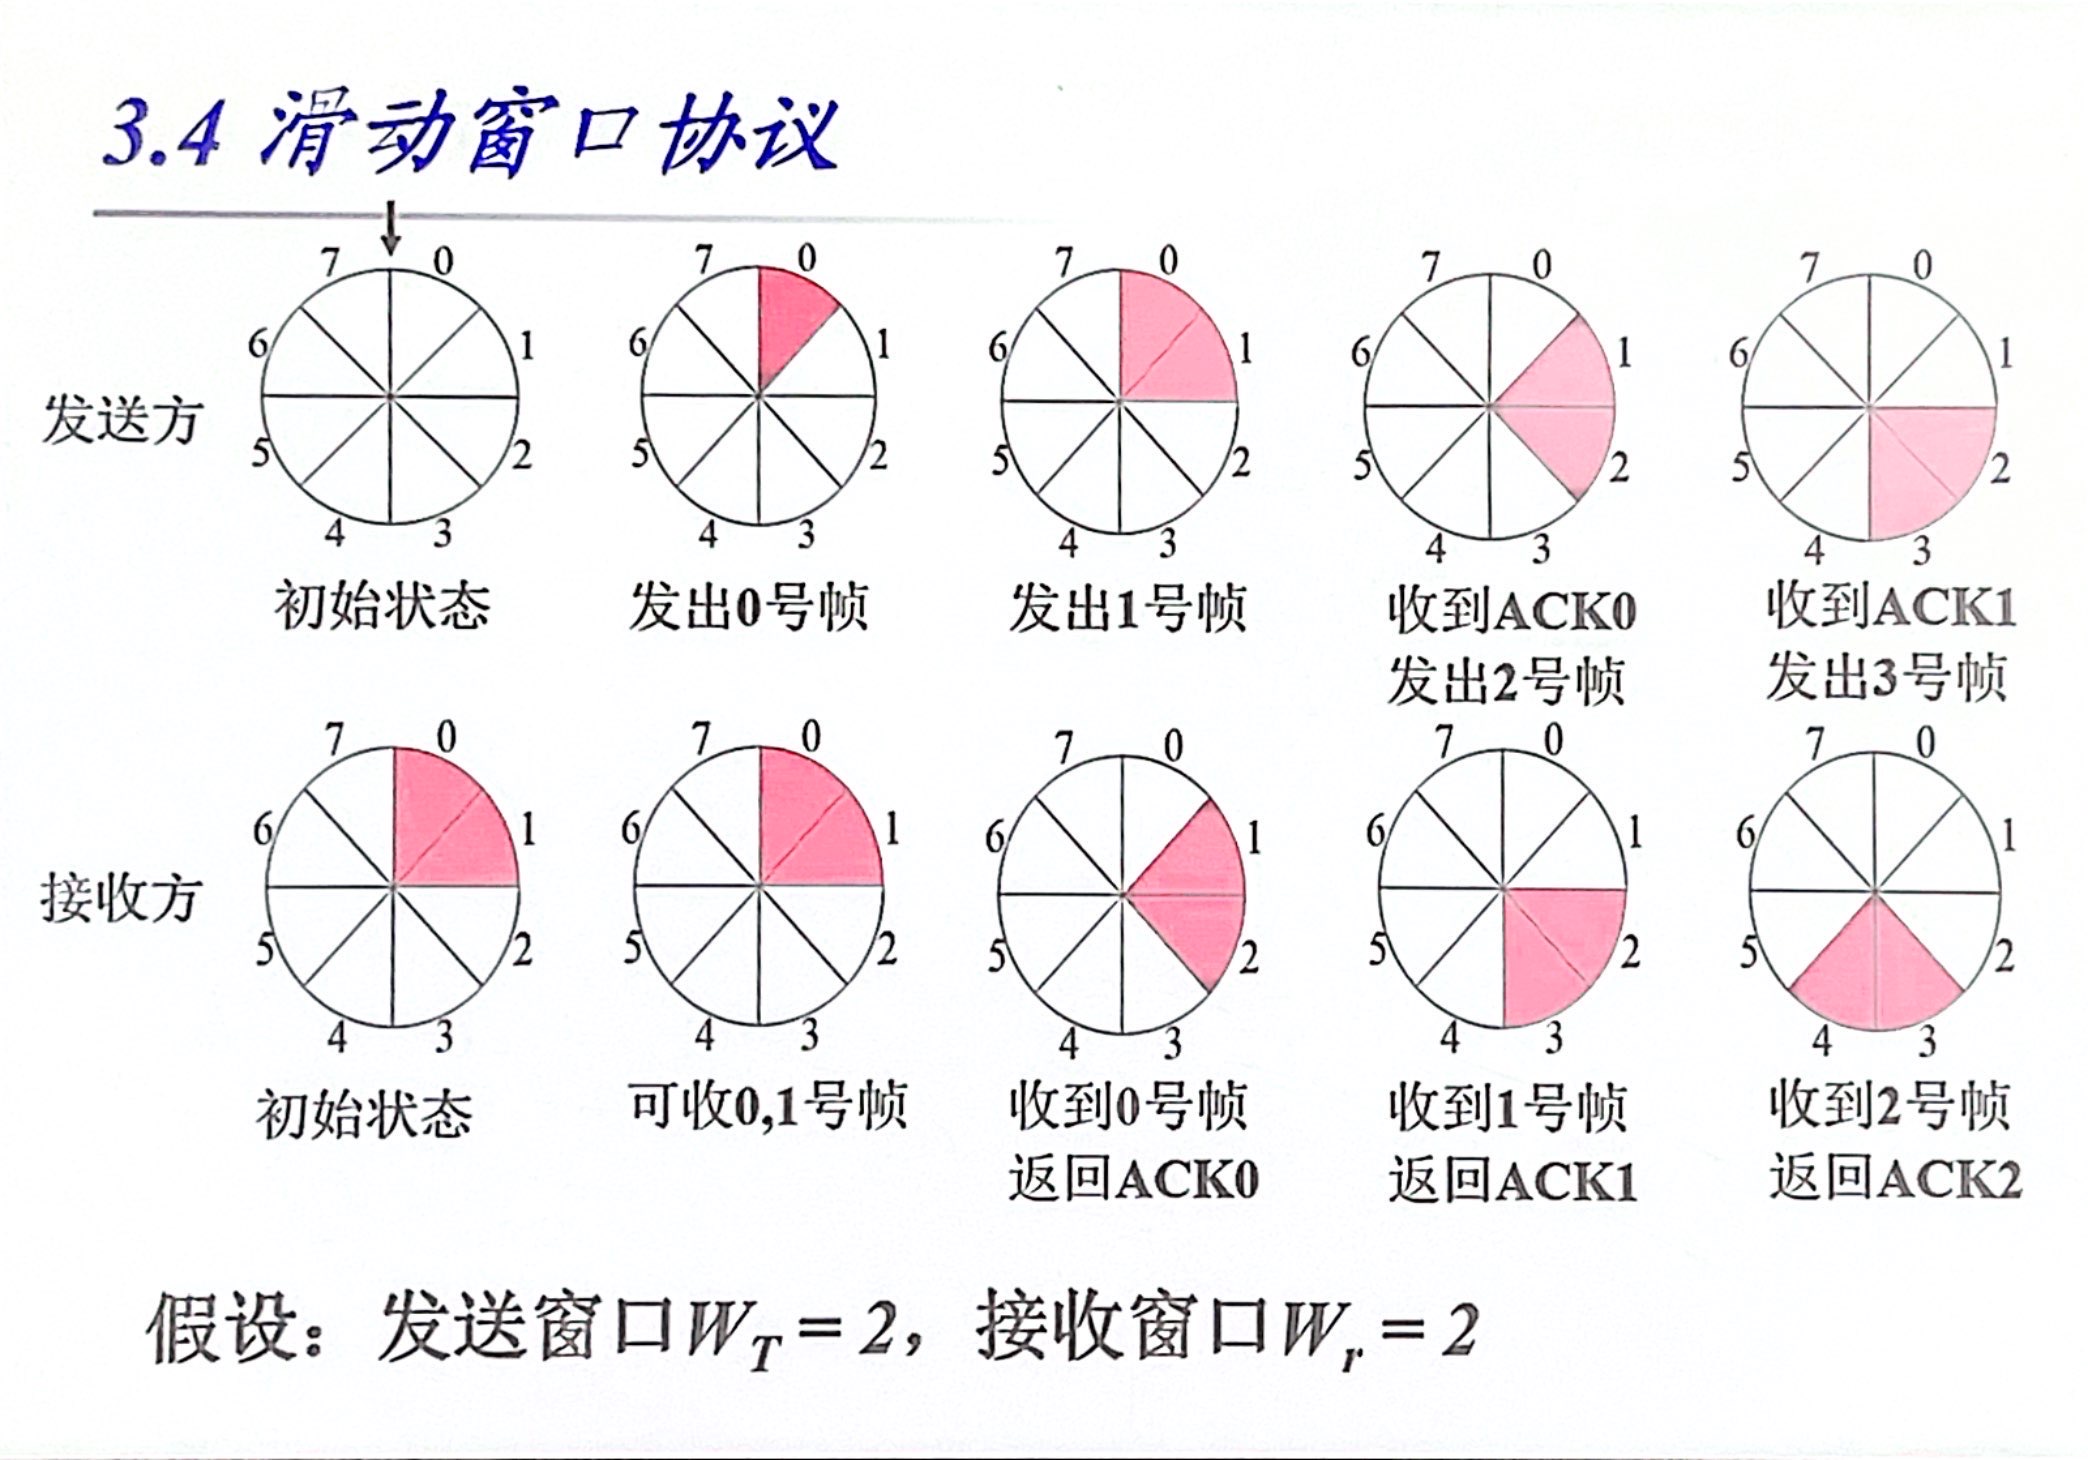 3.4 滑动窗口协议
7 0 7 0 7 0 7 0 7 0
6 1 6 1 6 1 6 1 6 1
发送方
5 2 5 2 5 2 5 2 5 2
4 3 4 3 4 3 4 3 4 3
初始状态 发出0号帧 发出1号帧 收到ACK0 收到ACK1
发出2号帧 发出3号帧
7 0 7 0 7 0 7 0 7 0
6 1 6 1 6 1 6 1 6 1
接收方
5 2 5 2 5 2 5 2 5 2
4 3 4 3 4 3 4 3 4 3
初始状态 可收0,1号帧 收到0号帧 收到1号帧 收到2号帧
返回ACK0 返回ACK1 返回ACK2
假设：发送窗口W_T = 2，接收窗口W_r = 2